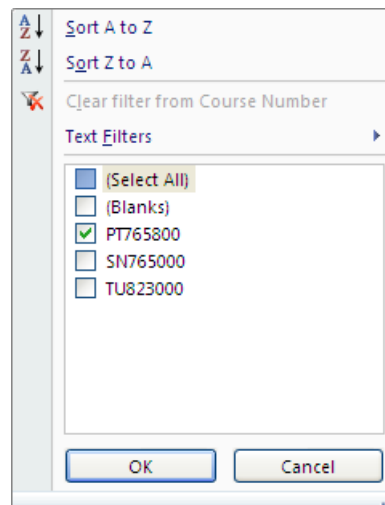 Sort A to Z
Sort Z to A
Clear filter from Course Number
Text Filters
(Select All)
(Blanks)
PT765800
SN765000
TU823000
OK Cancel